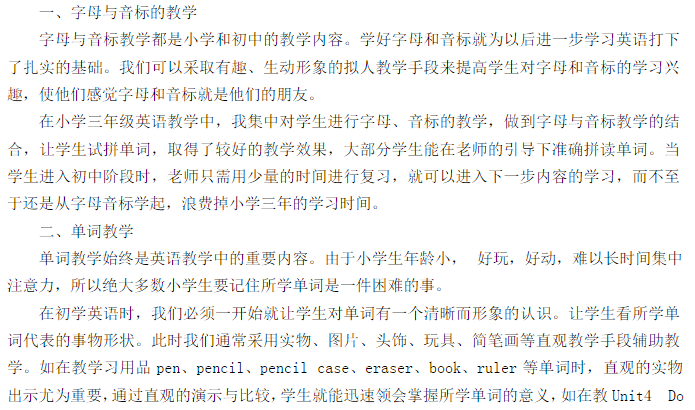 一、字母与音标的教学
字母与音标教学都是小学和初中的教学内容。学好字母和音标就为以后进一步学习英语打下
了扎实的基础。我们可以采取有趣、生动形象的拟人教学手段来提高学生对字母和音标的学习兴
趣，使他们感觉字母和音标就是他们的朋友。
在小学三年级英语教学中，我集中对学生进行字母、音标的教学，做到字母与音标教学的结
合，让学生试拼单词，取得了较好的教学效果，大部分学生能在老师的引导下准确拼读单词。当
学生进入初中阶段时，老师只需用少量的时间进行复习，就可以进入下一步内容的学习，而不至
于还是从字母音标学起，浪费掉小学三年的学习时间。
二、单词教学
单词教学始终是英语教学中的重要内容。由于小学生年龄小， 好玩，好动，难以长时间集中
注意力，所以绝大多数小学生要记住所学单词是一件困难的事。
在初学英语时，我们必须一开始就让学生对单词有一个清晰而形象的认识。让学生看所学单
词代表的事物形状。此时我们通常采用实物、图片、头饰、玩具、简笔画等直观教学手段辅助教
学。如在教学习用品 pen、pencil、pencil case、eraser、book、ruler 等单词时，直观的实物
出示尤为重要，通过直观的演示与比较，学生就能迅速领会掌握所学单词的意义，如在教 Unit4 Do